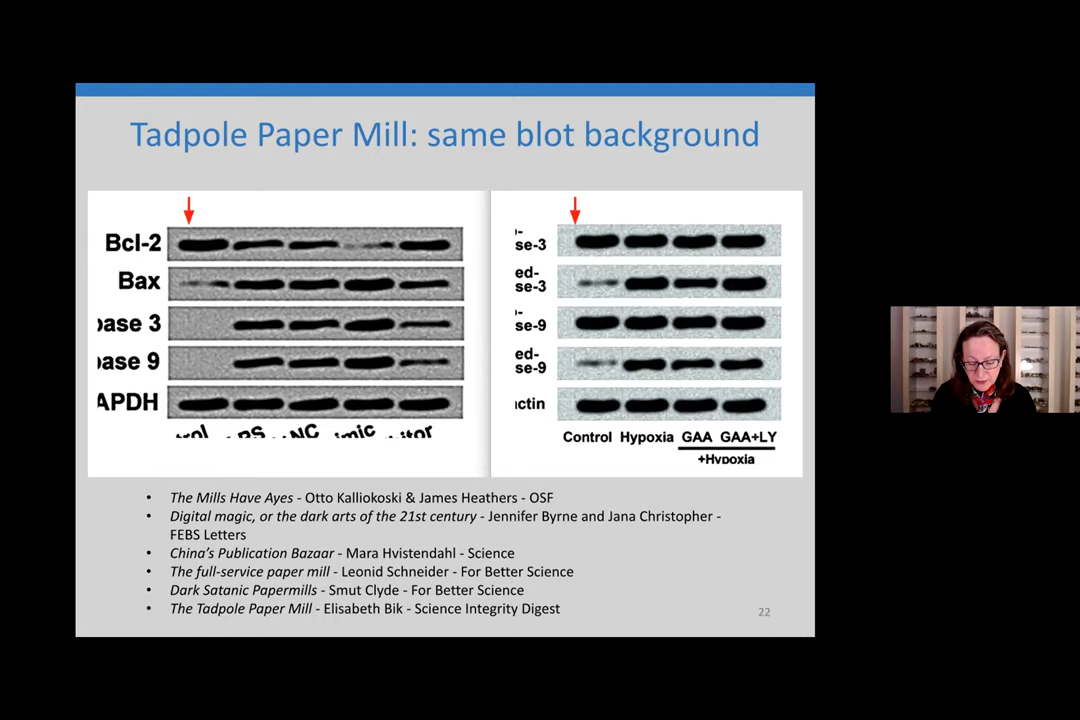 Tadpole Paper Mill: same blot background
Bcl-2
Bax
pase 3
ase 9
APDH
NC
-
se-3
ed-
se-3
-
se-9
ed-
se-9
ctin
Control Hypoxia GAA GAA+LY
+Hypoxia
• The Mills Have Ayes - Otto Kalliokoski & James Heathers - OSF
• Digital magic, or the dark arts of the 21st century - Jennifer Byrne and Jana Christopher -
FEBS Letters
• China’s Publication Bazaar - Mara Hvistendahl - Science
• The full-service paper mill - Leonid Schneider - For Better Science
• Dark Satanic Papermills - Smut Clyde - For Better Science
• The Tadpole Paper Mill - Elisabeth Bik - Science Integrity Digest
22